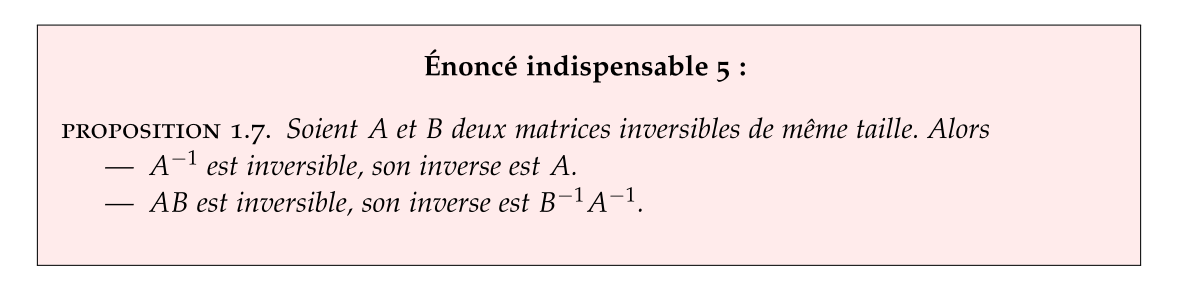 Énoncé indispensable 5 :
PROPOSITION 1.7. Soient A et B deux matrices inversibles de même taille. Alors
— A⁻¹ est inversible, son inverse est A.
— AB est inversible, son inverse est B⁻¹A⁻¹.